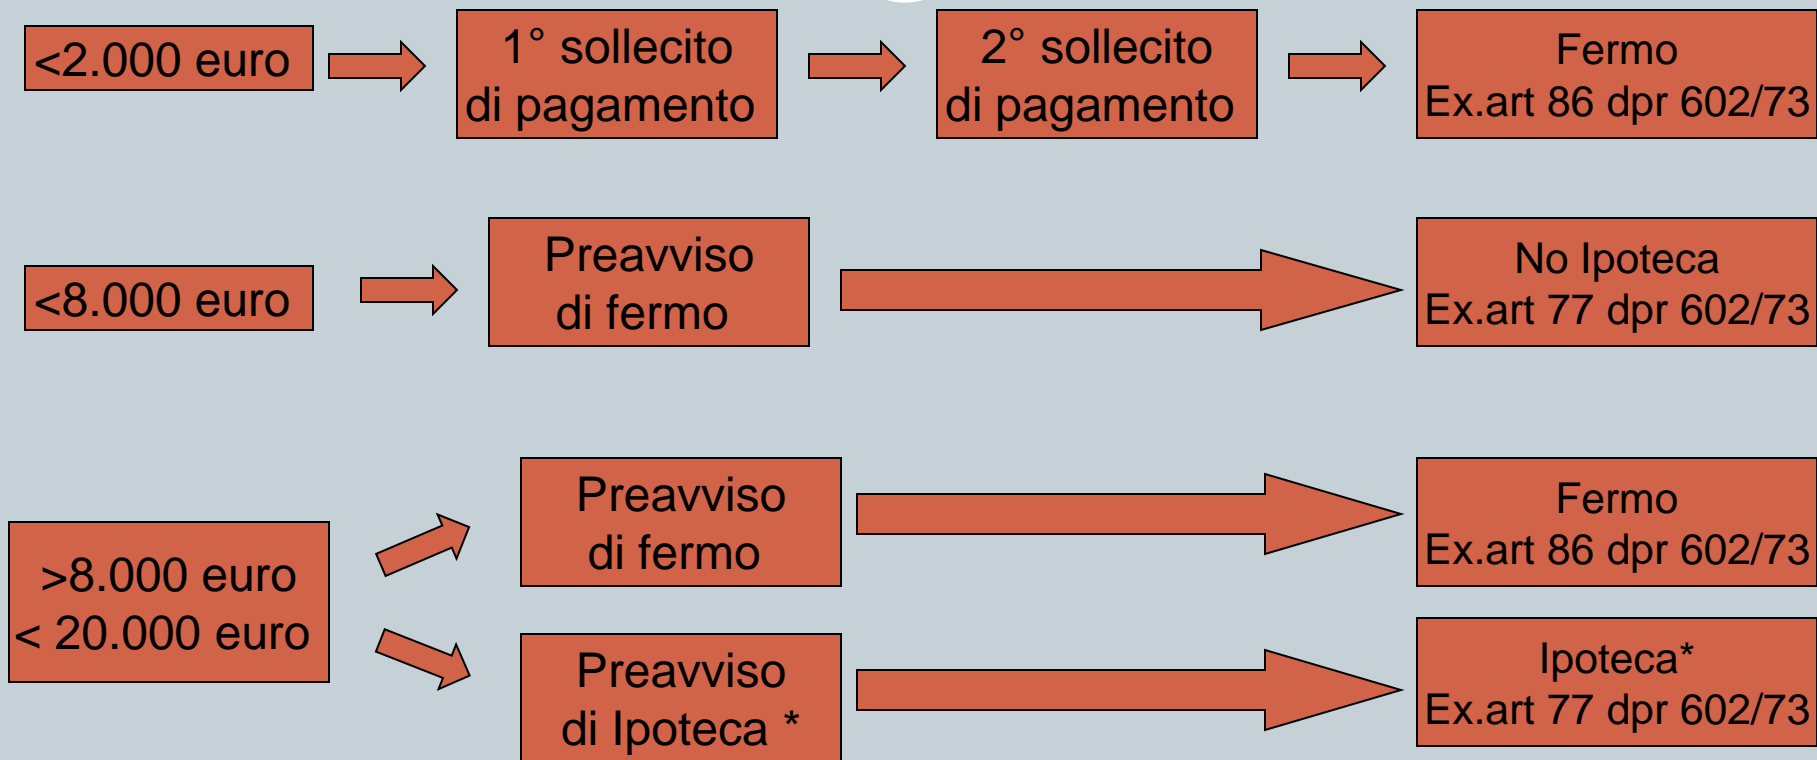 <2.000 euro
1° sollecito
di pagamento
2° sollecito
di pagamento
Fermo
Ex.art 86 dpr 602/73
<8.000 euro
Preavviso
di fermo
No Ipoteca
Ex.art 77 dpr 602/73
>8.000 euro
< 20.000 euro
Preavviso
di fermo
Fermo
Ex.art 86 dpr 602/73
Preavviso
di Ipoteca *
Ipoteca*
Ex.art 77 dpr 602/73